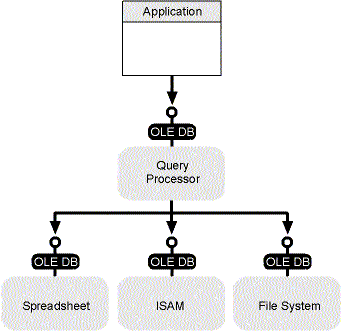 Application
OLE DB
Query
Processor
OLE DB
OLE DB
OLE DB
Spreadsheet
ISAM
File System